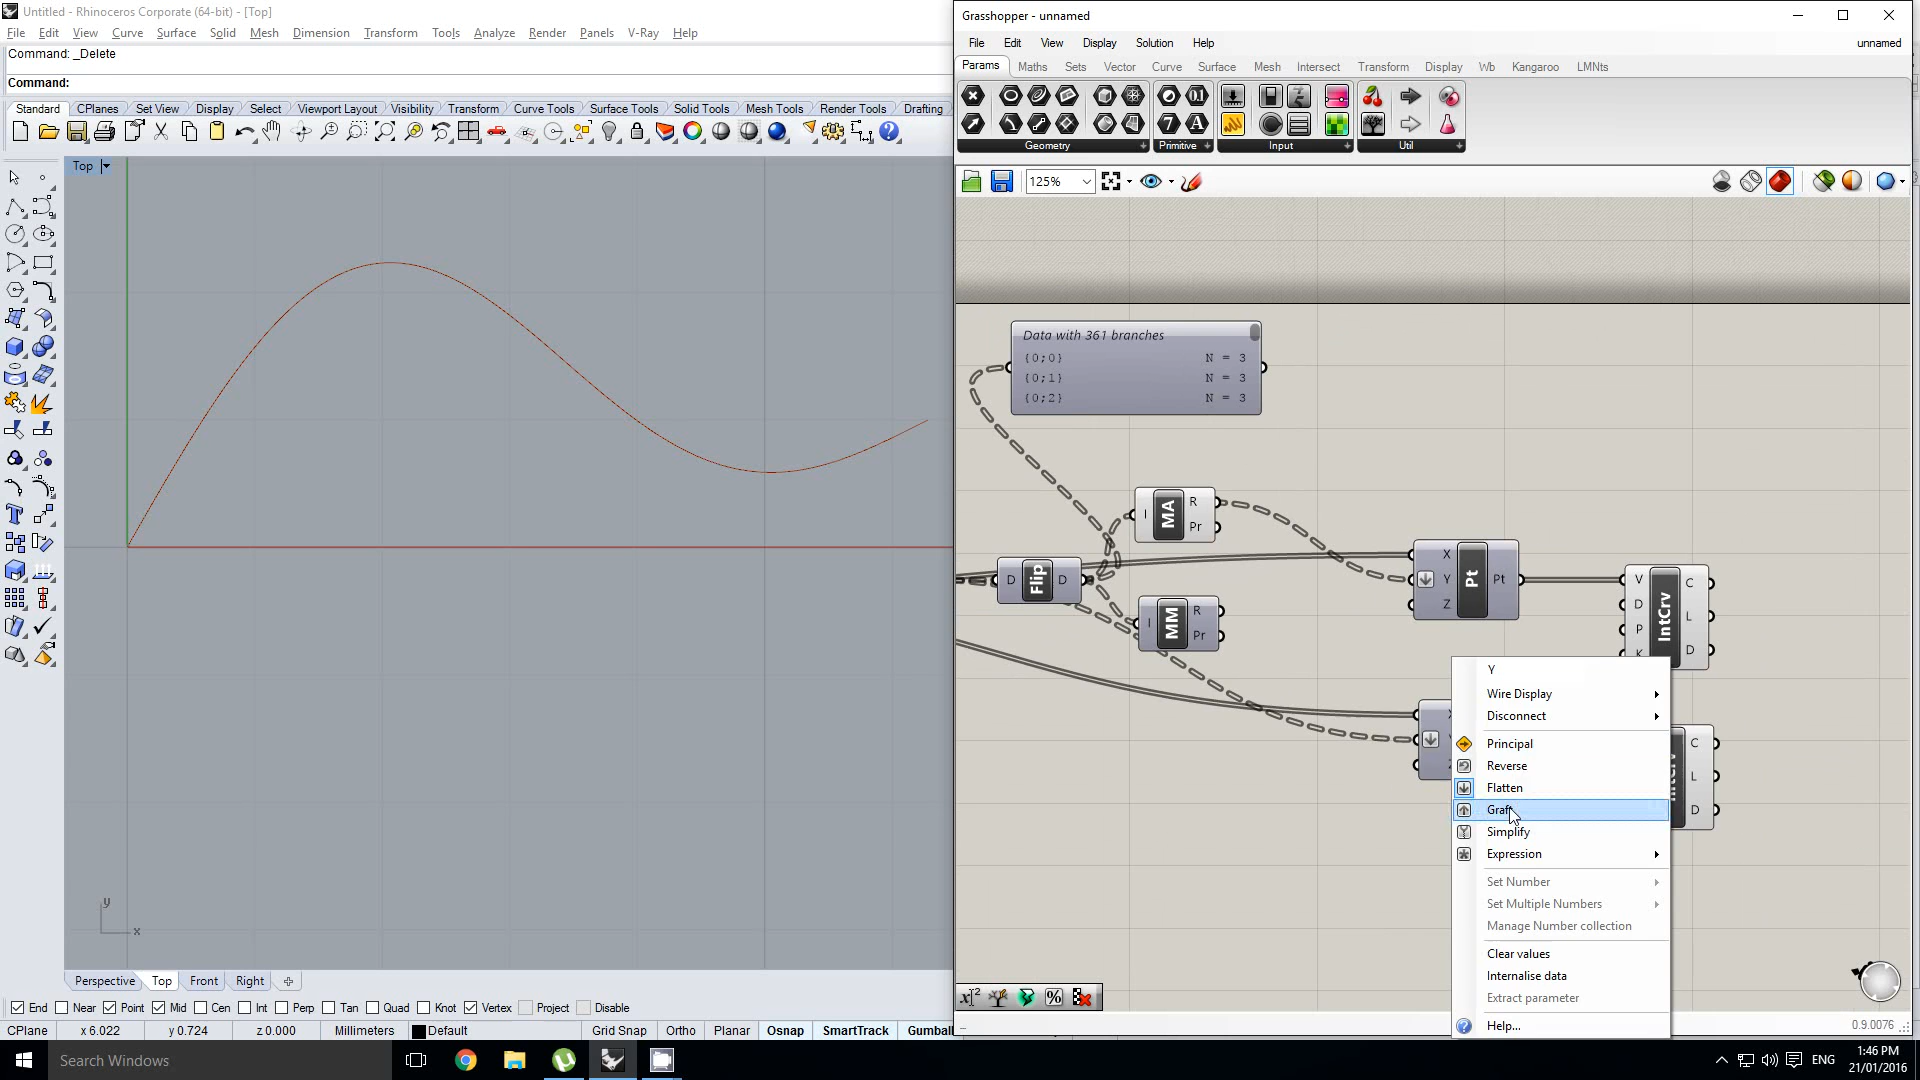 Untitled - Rhinoceros Corporate (64-bit) - [Top]
File Edit View Curve Surface Solid Mesh Dimension Transform Tools Analyze Render Panels V-Ray Help
Command: _Delete
Command:
Standard CPlanes Set View Display Select Viewport Layout Visibility Transform Curve Tools Surface Tools Solid Tools Mesh Tools Render Tools Drafting
Top
y
x
Perspective Top Front Right
End Near Point Mid Cen Int Perp Tan Quad Knot Vertex Project Disable
CPlane x 6.022 y 0.724 z 0.000 Millimeters Default Grid Snap Ortho Planar Osnap SmartTrack Gumball
Grasshopper - unnamed
File Edit View Display Solution Help unnamed
Params Maths Sets Vector Curve Surface Mesh Intersect Transform Display Wb Kangaroo LMNts
Geometry Primitive Input Util
125%
Data with 361 branches
{0;0} N = 3
{0;1} N = 3
{0;2} N = 3
I MA R
Pr
D Flip D
I MM R
Pr
X
Y Pt Pt
Z
V C
D IntCrv L
P D
K
C
L
D
Y
Wire Display
Disconnect
Principal
Reverse
Flatten
Graft
Simplify
Expression
Set Number
Set Multiple Numbers
Manage Number collection
Clear values
Internalise data
Extract parameter
Help...
0.9.0076
Search Windows
ENG
1:46 PM
21/01/2016